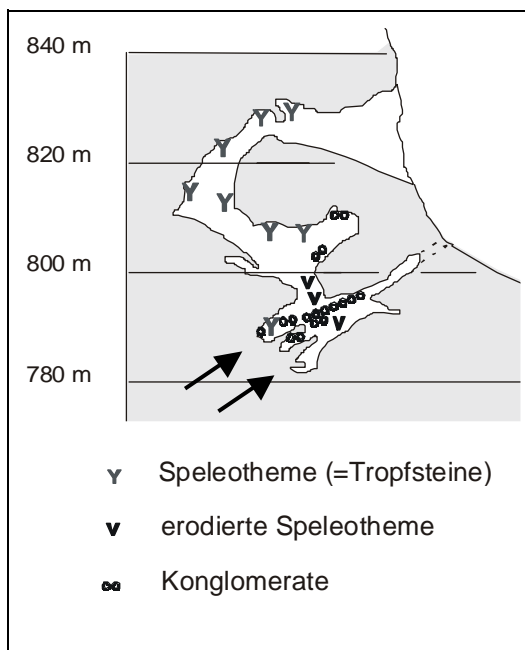 840 m
820 m
800 m
780 m
Y Speleotheme (=Tropfsteine)
v erodierte Speleotheme
Konglomerate